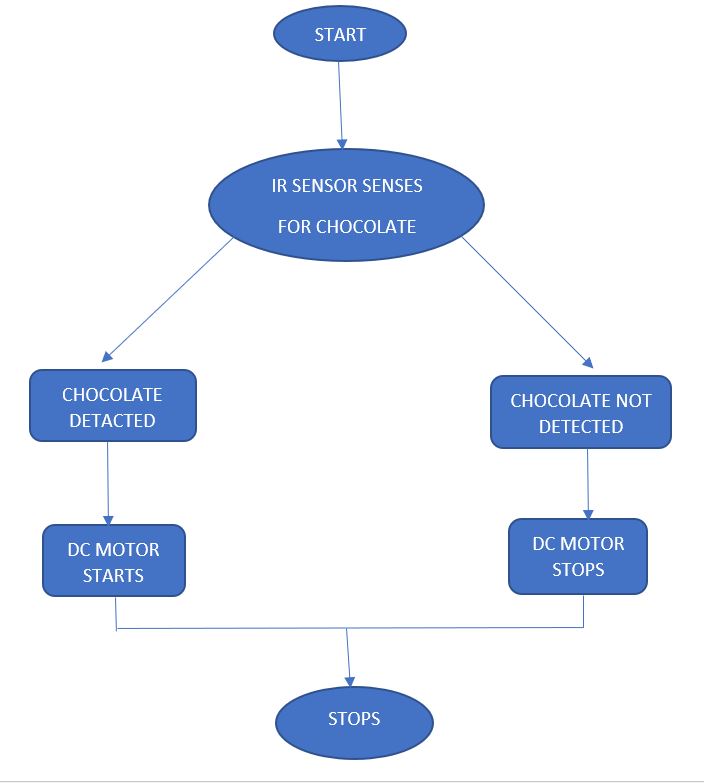 START
IR SENSOR SENSES
FOR CHOCOLATE
CHOCOLATE
DETACTED
CHOCOLATE NOT
DETECTED
DC MOTOR
STARTS
DC MOTOR
STOPS
STOPS